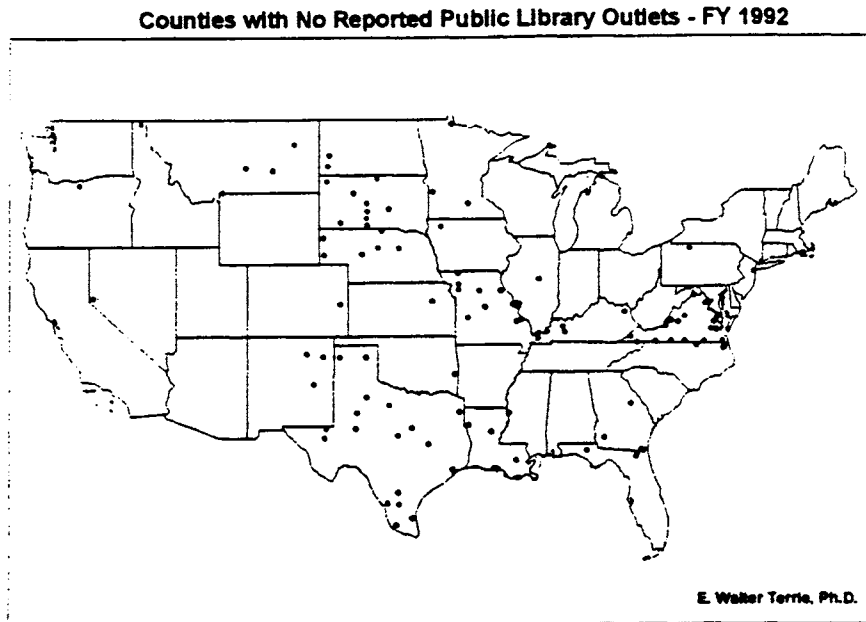 Counties with No Reported Public Library Outlets - FY 1992
E. Walter Terrie, Ph.D.